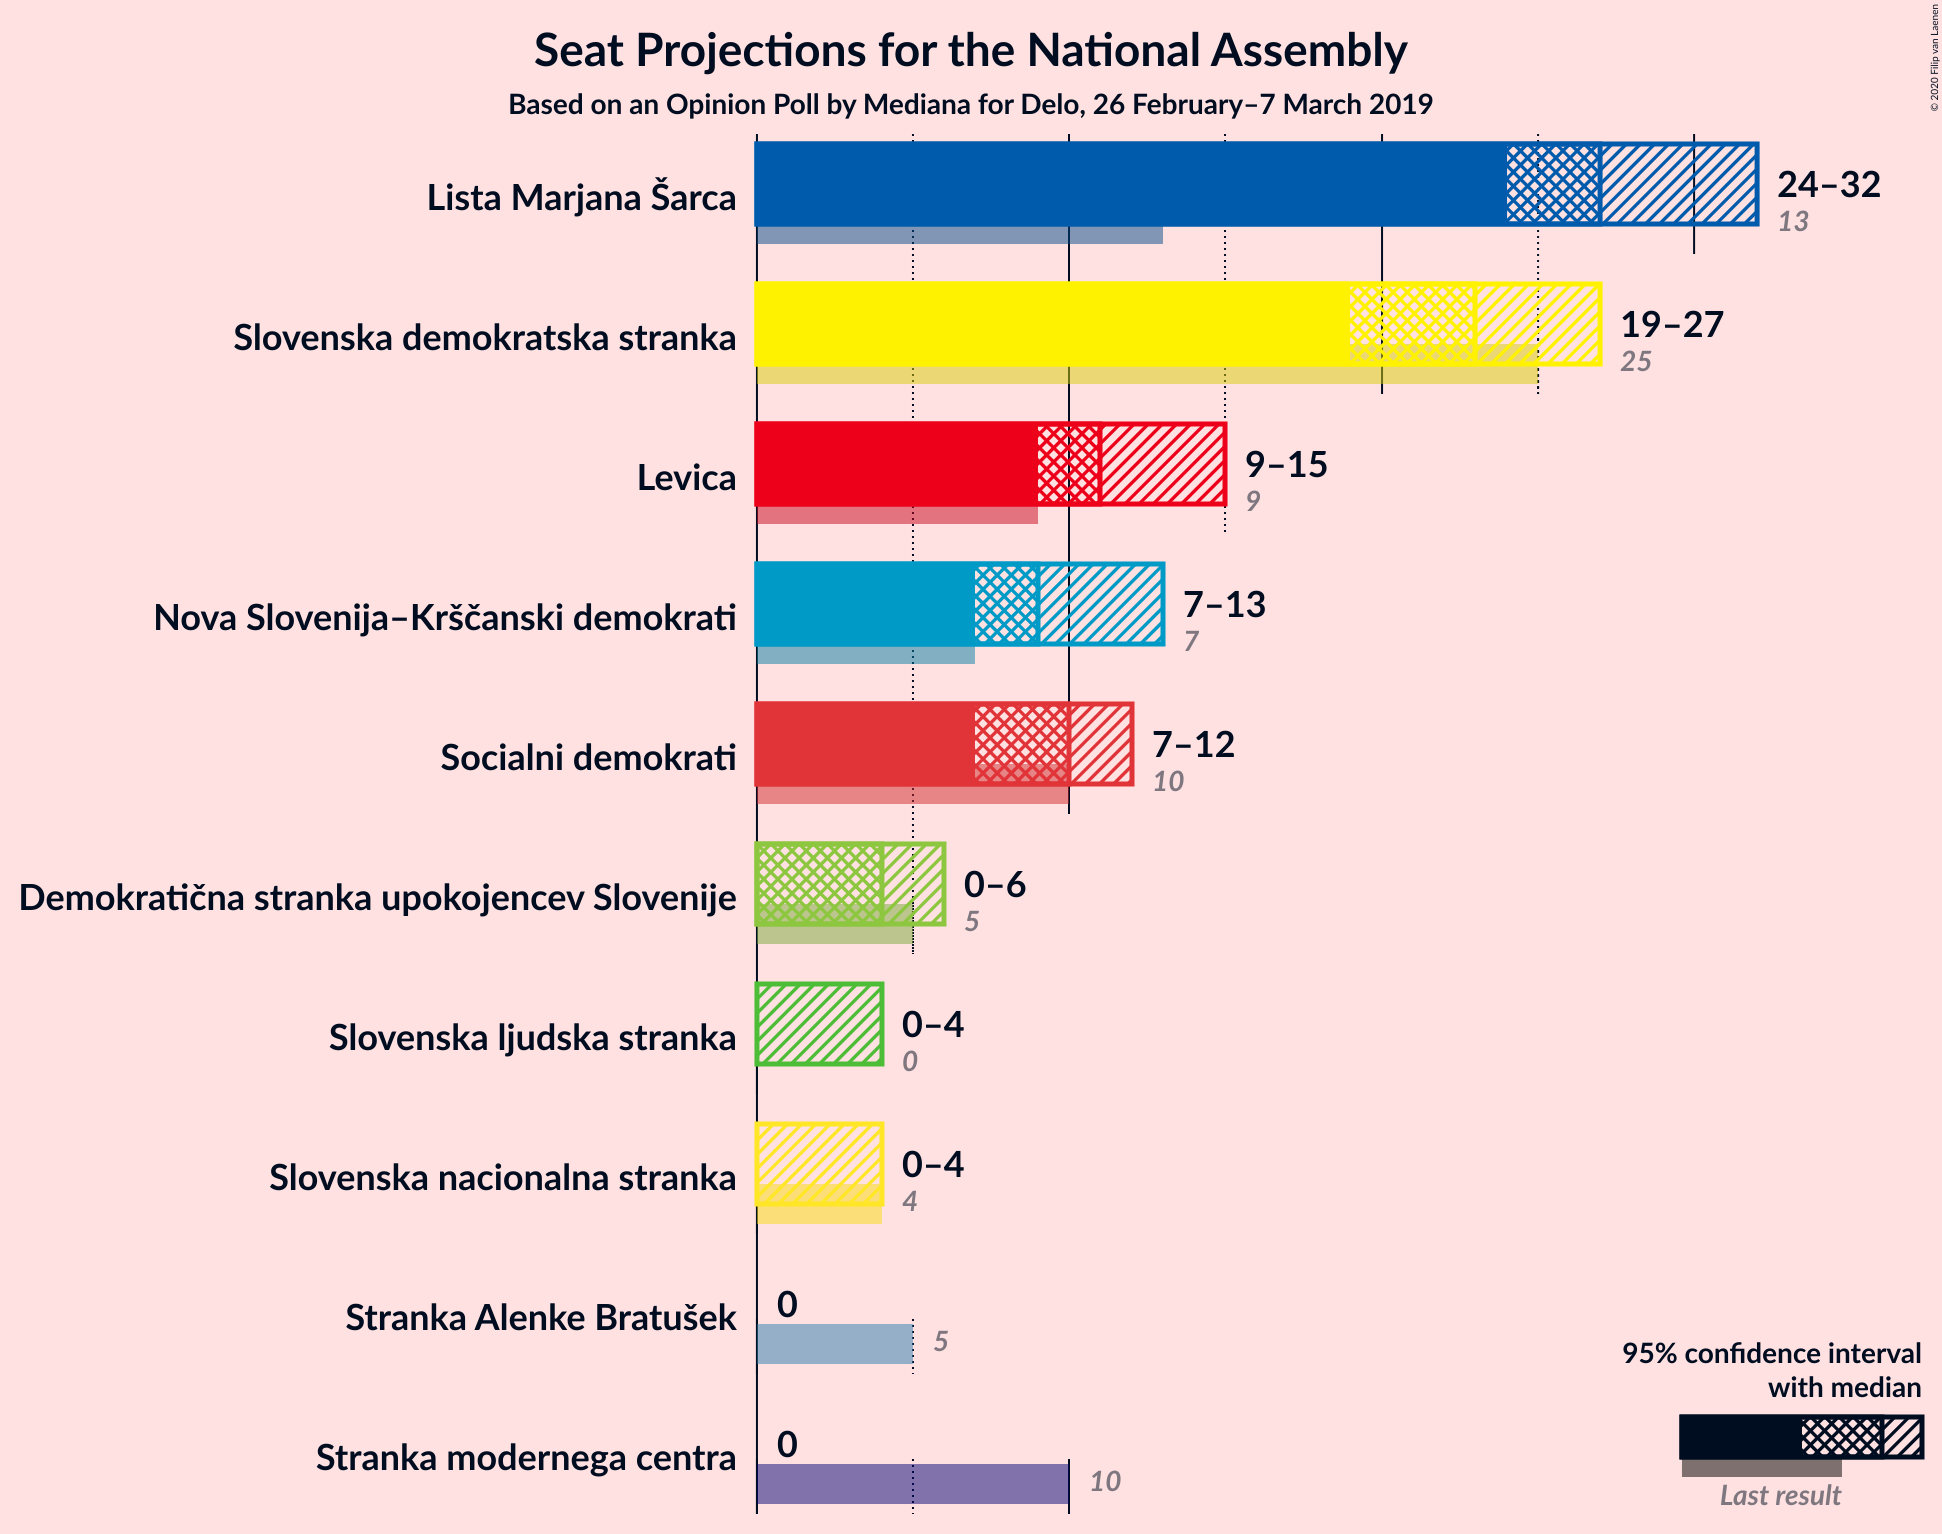 Seat Projections for the National Assembly
Based on an Opinion Poll by Mediana for Delo, 26 February–7 March 2019
© 2020 Filip van Laenen
Lista Marjana Šarca
24–32
13
Slovenska demokratska stranka
19–27
25
Levica
9–15
9
Nova Slovenija–Krščanski demokrati
7–13
7
Socialni demokrati
7–12
10
Demokratična stranka upokojencev Slovenije
0–6
5
Slovenska ljudska stranka
0–4
0
Slovenska nacionalna stranka
0–4
4
Stranka Alenke Bratušek
0
5
Stranka modernega centra
0
10
95% confidence interval
with median
Last result